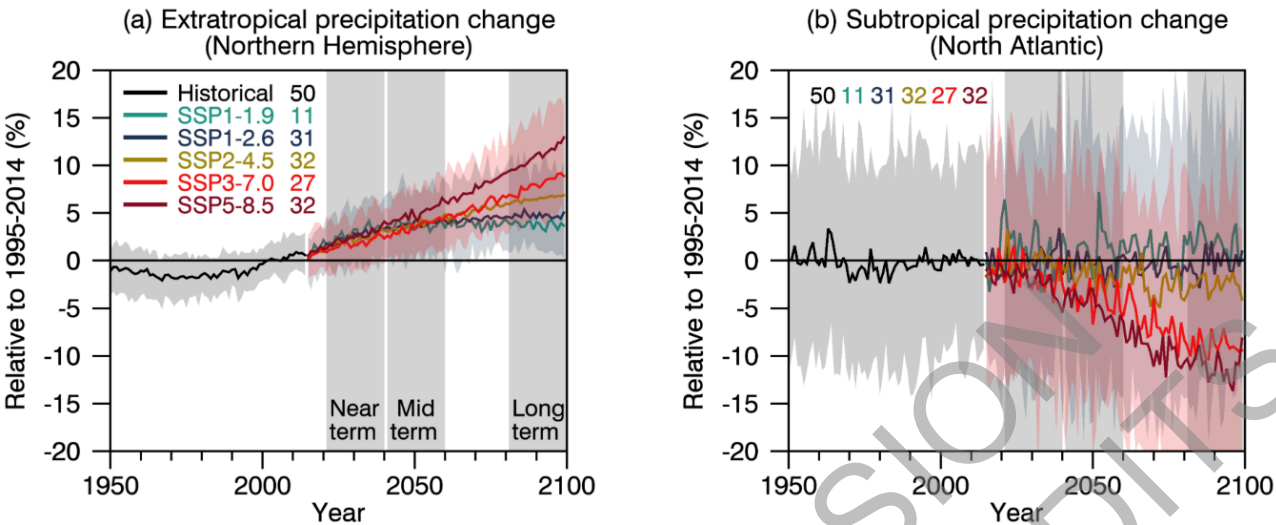 (a) Extratropical precipitation change
(Northern Hemisphere)
Relative to 1995-2014 (%)
20
15
10
5
0
-5
-10
-15
-20
Historical 50
SSP1-1.9 11
SSP1-2.6 31
SSP2-4.5 32
SSP3-7.0 27
SSP5-8.5 32
Near
term
Mid
term
Long
term
1950
2000
2050
2100
Year
(b) Subtropical precipitation change
(North Atlantic)
Relative to 1995-2014 (%)
20
15
10
5
0
-5
-10
-15
-20
50 11 31 32 27 32
1950
2000
2050
2100
Year
SION
DITS